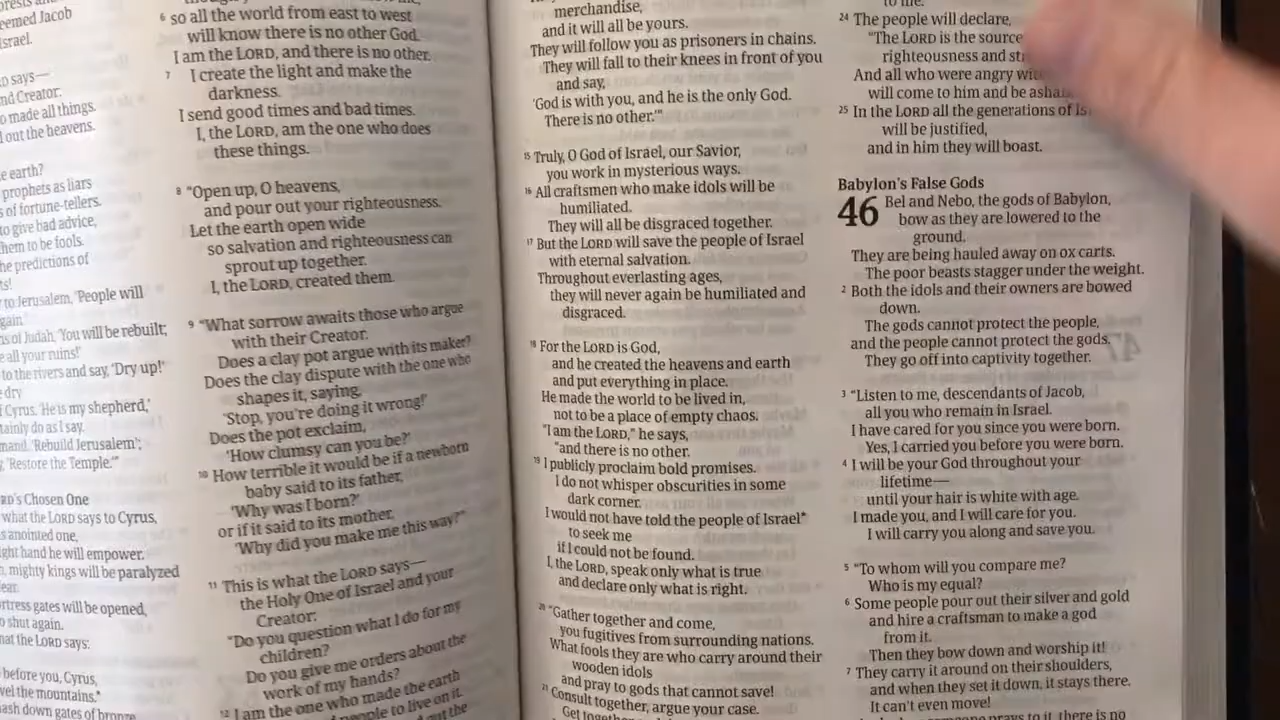 eemed Jacob
srael.
says—
nd Creator.
made all things.
out the heavens.
e earth?
prophets as liars
of fortune-tellers.
to give bad advice,
hem to be fools.
he predictions of
to Jerusalem, 'People will
gain'
of Judah, 'You will be rebuilt;
all your ruins!'
to the rivers and say, 'Dry up!'
dry
Cyrus, 'He is my shepherd,'
tainly do as I say.
mand, 'Rebuild Jerusalem';
'Restore the Temple.'"
RD's Chosen One
what the LORD says to Cyrus,
anointed one,
ght hand he will empower.
mighty kings will be paralyzed
ear.
rtress gates will be opened,
shut again.
hat the LORD says:
before you, Cyrus,
vel the mountains.*
ash down gates of bronze
6 so all the world from east to west
will know there is no other God.
I am the LORD, and there is no other.
7 I create the light and make the
darkness.
I send good times and bad times.
I, the LORD, am the one who does
these things.
8 "Open up, O heavens,
and pour out your righteousness.
Let the earth open wide
so salvation and righteousness can
sprout up together.
I, the LORD, created them.
9 "What sorrow awaits those who argue
with their Creator.
Does a clay pot argue with its maker?
Does the clay dispute with the one who
shapes it, saying,
'Stop, you're doing it wrong!'
Does the pot exclaim,
'How clumsy can you be?'
10 How terrible it would be if a newborn
baby said to its father,
'Why was I born?'
or if it said to its mother,
'Why did you make me this way?'"
11 This is what the LORD says—
the Holy One of Israel and your
Creator:
"Do you question what I do for my
children?
Do you give me orders about the
work of my hands?
12 I am the one who made the earth
people to live on it.
merchandise,
and it will all be yours.
They will follow you as prisoners in chains.
They will fall to their knees in front of you
and say,
'God is with you, and he is the only God.
There is no other.'"
15 Truly, O God of Israel, our Savior,
you work in mysterious ways.
16 All craftsmen who make idols will be
humiliated.
They will all be disgraced together.
17 But the LORD will save the people of Israel
with eternal salvation.
Throughout everlasting ages,
they will never again be humiliated and
disgraced.
18 For the LORD is God,
and he created the heavens and earth
and put everything in place.
He made the world to be lived in,
not to be a place of empty chaos.
"I am the LORD," he says,
"and there is no other.
19 I publicly proclaim bold promises.
I do not whisper obscurities in some
dark corner.
I would not have told the people of Israel*
to seek me
if I could not be found.
I, the LORD, speak only what is true
and declare only what is right.
20 "Gather together and come,
you fugitives from surrounding nations.
What fools they are who carry around their
wooden idols
and pray to gods that cannot save!
21 Consult together, argue your case.
Get together
to me."
24 The people will declare,
"The LORD is the source
righteousness and st
And all who were angry with
will come to him and be asha
25 In the LORD all the generations of Is
will be justified,
and in him they will boast.
Babylon's False Gods
46 Bel and Nebo, the gods of Babylon,
bow as they are lowered to the
ground.
They are being hauled away on ox carts.
The poor beasts stagger under the weight.
2 Both the idols and their owners are bowed
down.
The gods cannot protect the people,
and the people cannot protect the gods.
They go off into captivity together.
3 "Listen to me, descendants of Jacob,
all you who remain in Israel.
I have cared for you since you were born.
Yes, I carried you before you were born.
4 I will be your God throughout your
lifetime—
until your hair is white with age.
I made you, and I will care for you.
I will carry you along and save you.
5 "To whom will you compare me?
Who is my equal?
6 Some people pour out their silver and gold
and hire a craftsman to make a god
from it.
Then they bow down and worship it!
7 They carry it around on their shoulders,
and when they set it down, it stays there.
It can't even move!
someone prays to it, there is no